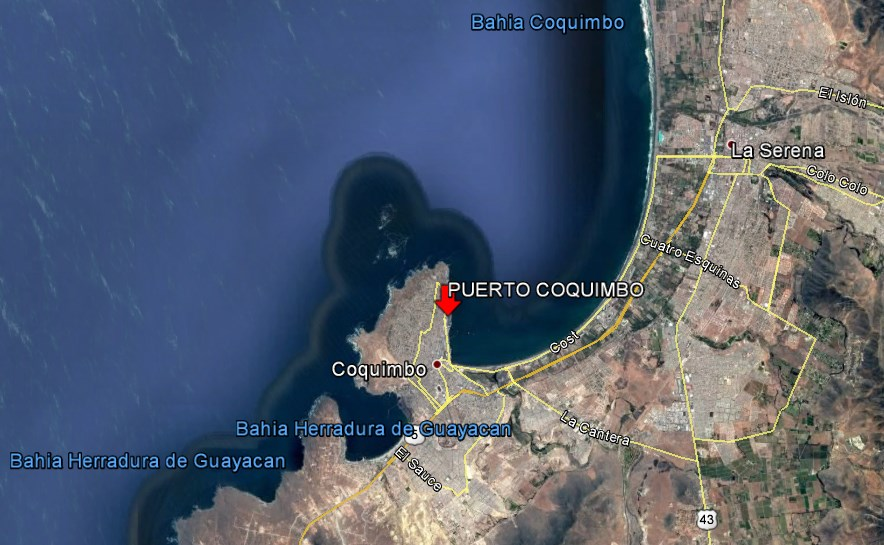 Bahia Coquimbo
El Islón
La Serena
Colo Colo
Cuatro Esquinas
PUERTO COQUIMBO
Cost
Coquimbo
La Cantera
Bahia Herradura de Guayacan
Bahia Herradura de Guayacan
El Sauce
43